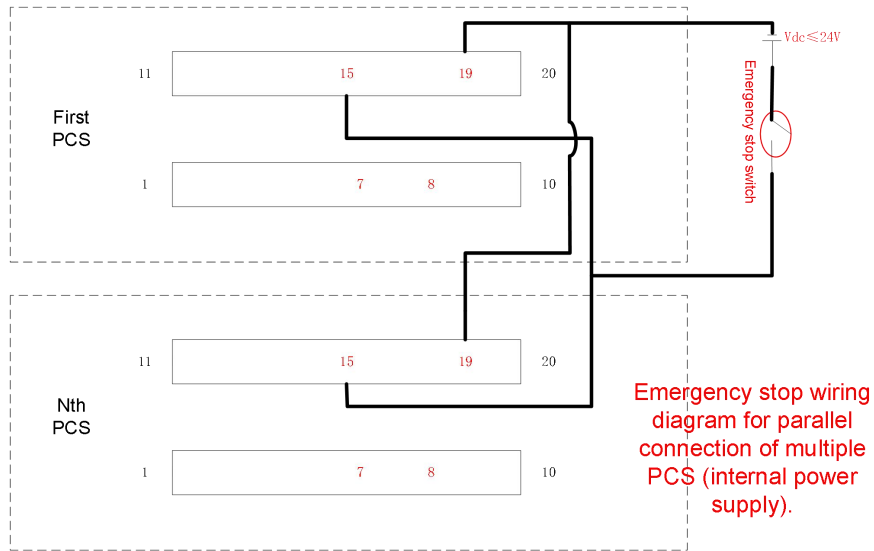 Vdc≤24V
11 15 19 20
First
PCS
Emergency stop switch
1 7 8 10
11 15 19 20
Nth
PCS
1 7 8 10
Emergency stop wiring
diagram for parallel
connection of multiple
PCS (internal power
supply).